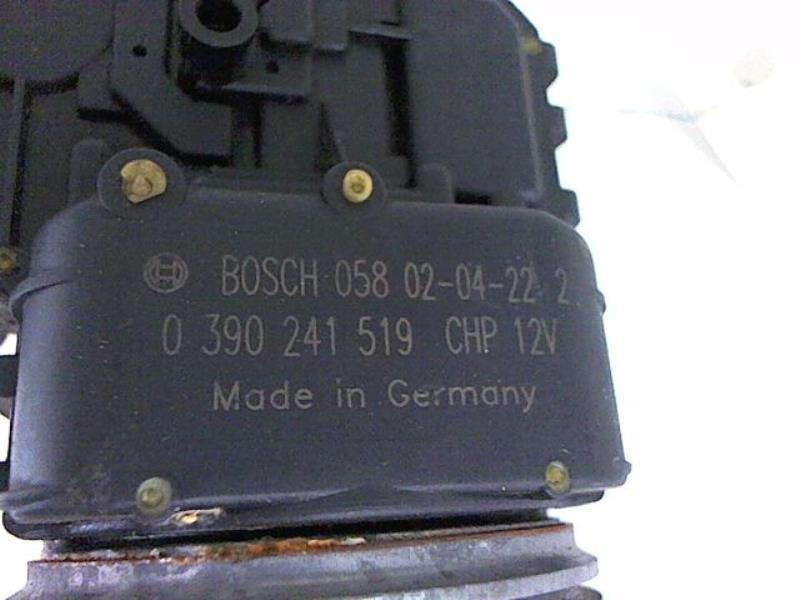 BOSCH 058 02-04-22 2
0 390 241 519 CHP 12V
Made in Germany